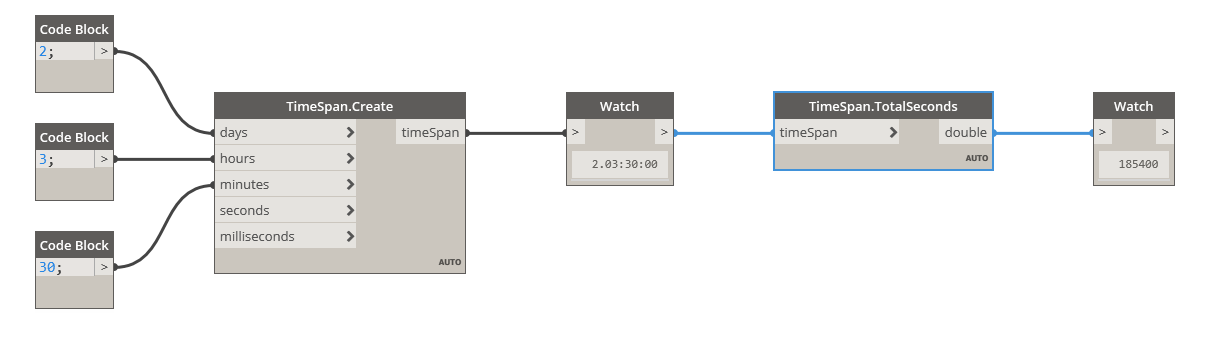 Code Block
2; >
Code Block
3; >
Code Block
30; >
TimeSpan.Create
days > timeSpan
hours >
minutes >
seconds >
milliseconds >
AUTO
Watch
> >
2.03:30:00
TimeSpan.TotalSeconds
timeSpan > double
AUTO
Watch
> >
185400